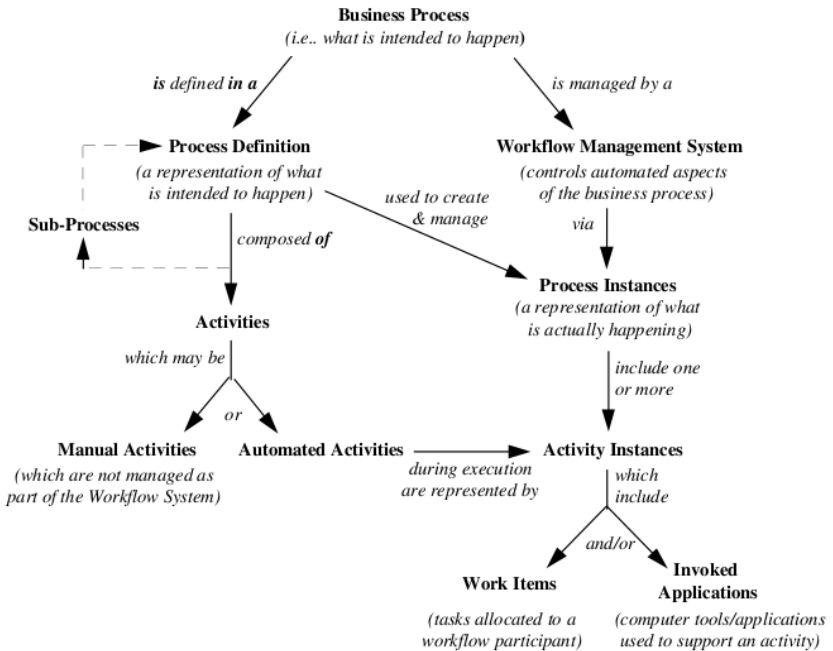 Business Process
(i.e.. what is intended to happen)
is defined in a
is managed by a
Process Definition
(a representation of what
is intended to happen)
Workflow Management System
(controls automated aspects
of the business process)
used to create
& manage
Sub-Processes
composed of
via
Process Instances
(a representation of what
is actually happening)
Activities
which may be
include one
or more
or
Manual Activities
(which are not managed as
part of the Workflow System)
Automated Activities
during execution
are represented by
Activity Instances
which
include
and/or
Work Items
(tasks allocated to a
workflow participant)
Invoked
Applications
(computer tools/applications
used to support an activity)